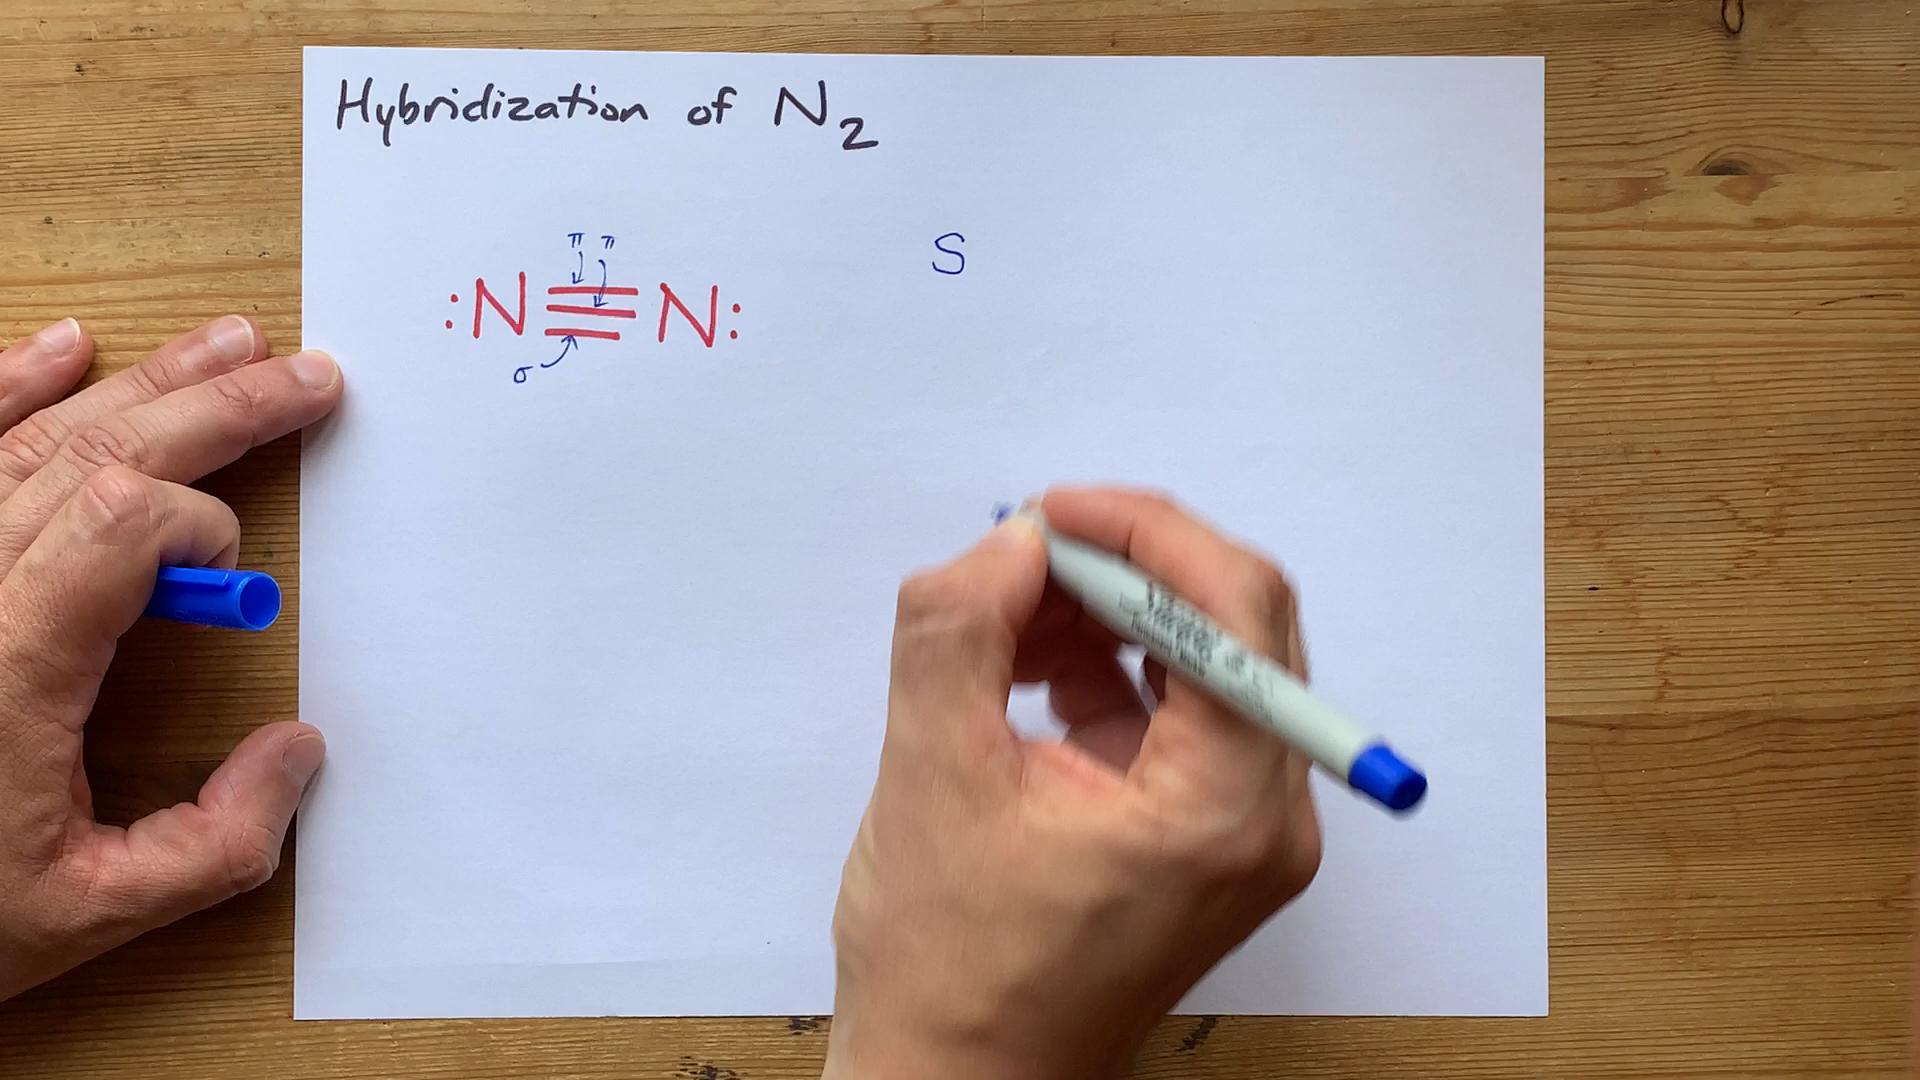 Hybridization of N2
π π
S
:N≡N:
σ